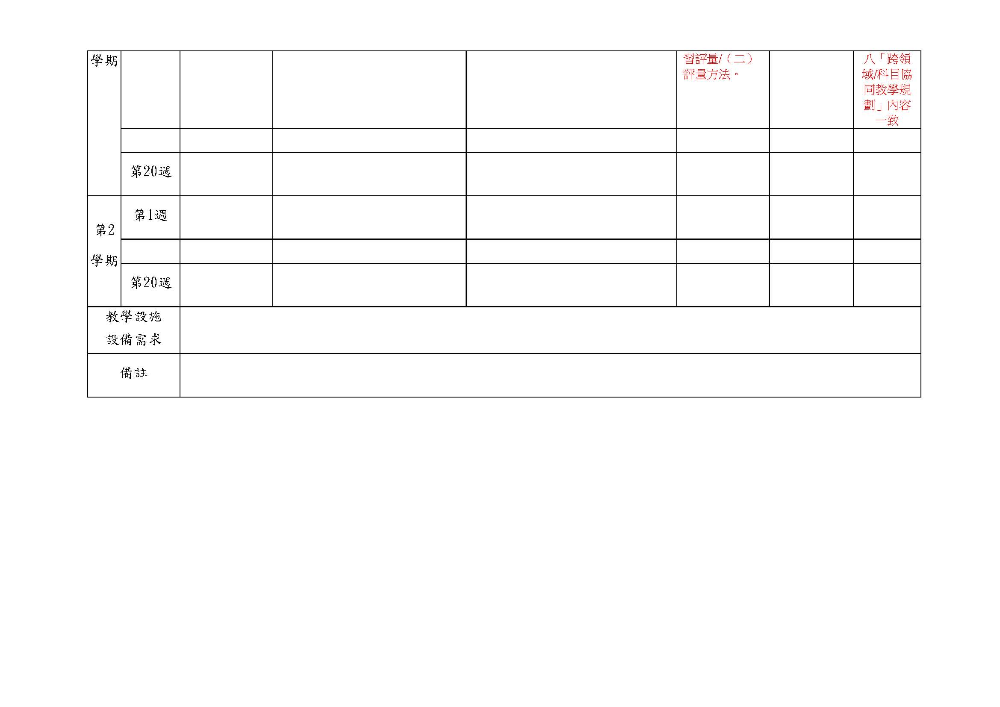 學期
習評量/（二）
評量方法。
八「跨領
域/科目協
同教學規
劃」內容
一致
第20週
第2
學期
第1週
第20週
教學設施
設備需求
備註